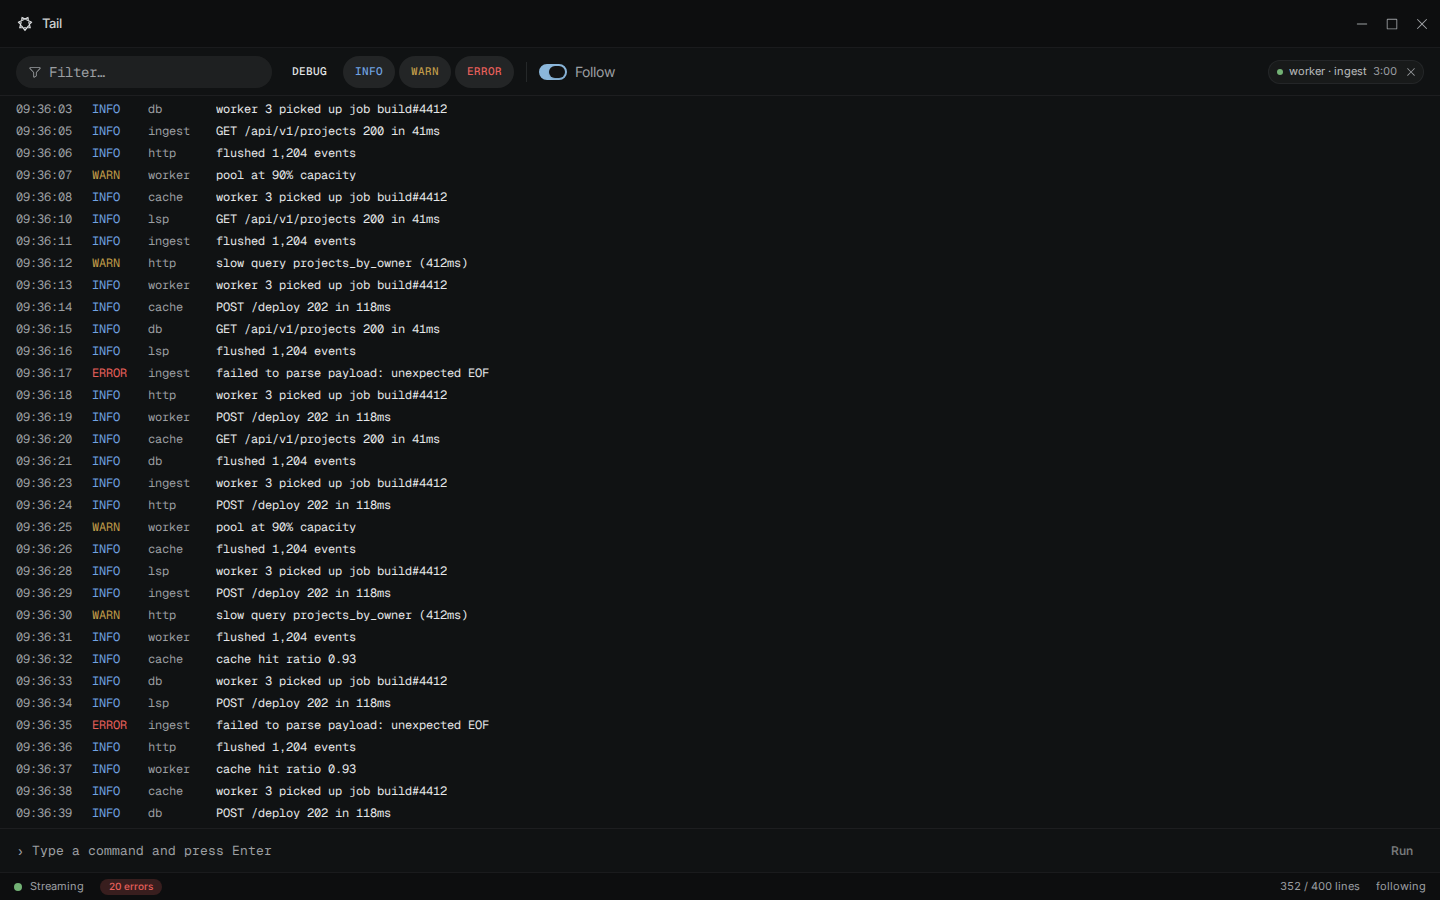 Tail
Filter…
DEBUG INFO WARN ERROR Follow worker · ingest 3:00
09:36:03 INFO db worker 3 picked up job build#4412
09:36:05 INFO ingest GET /api/v1/projects 200 in 41ms
09:36:06 INFO http flushed 1,204 events
09:36:07 WARN worker pool at 90% capacity
09:36:08 INFO cache worker 3 picked up job build#4412
09:36:10 INFO lsp GET /api/v1/projects 200 in 41ms
09:36:11 INFO ingest flushed 1,204 events
09:36:12 WARN http slow query projects_by_owner (412ms)
09:36:13 INFO worker worker 3 picked up job build#4412
09:36:14 INFO cache POST /deploy 202 in 118ms
09:36:15 INFO db GET /api/v1/projects 200 in 41ms
09:36:16 INFO lsp flushed 1,204 events
09:36:17 ERROR ingest failed to parse payload: unexpected EOF
09:36:18 INFO http worker 3 picked up job build#4412
09:36:19 INFO worker POST /deploy 202 in 118ms
09:36:20 INFO cache GET /api/v1/projects 200 in 41ms
09:36:21 INFO db flushed 1,204 events
09:36:23 INFO ingest worker 3 picked up job build#4412
09:36:24 INFO http POST /deploy 202 in 118ms
09:36:25 WARN worker pool at 90% capacity
09:36:26 INFO cache flushed 1,204 events
09:36:28 INFO lsp worker 3 picked up job build#4412
09:36:29 INFO ingest POST /deploy 202 in 118ms
09:36:30 WARN http slow query projects_by_owner (412ms)
09:36:31 INFO worker flushed 1,204 events
09:36:32 INFO cache cache hit ratio 0.93
09:36:33 INFO db worker 3 picked up job build#4412
09:36:34 INFO lsp POST /deploy 202 in 118ms
09:36:35 ERROR ingest failed to parse payload: unexpected EOF
09:36:36 INFO http flushed 1,204 events
09:36:37 INFO worker cache hit ratio 0.93
09:36:38 INFO cache worker 3 picked up job build#4412
09:36:39 INFO db POST /deploy 202 in 118ms
› Type a command and press Enter Run
Streaming 20 errors 352 / 400 lines following